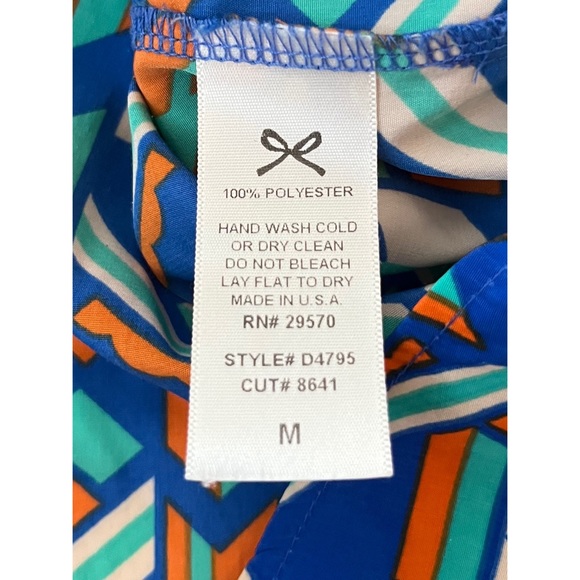 100% POLYESTER
HAND WASH COLD
OR DRY CLEAN
DO NOT BLEACH
LAY FLAT TO DRY
MADE IN U.S.A.
RN# 29570
STYLE# D4795
CUT# 8641
M